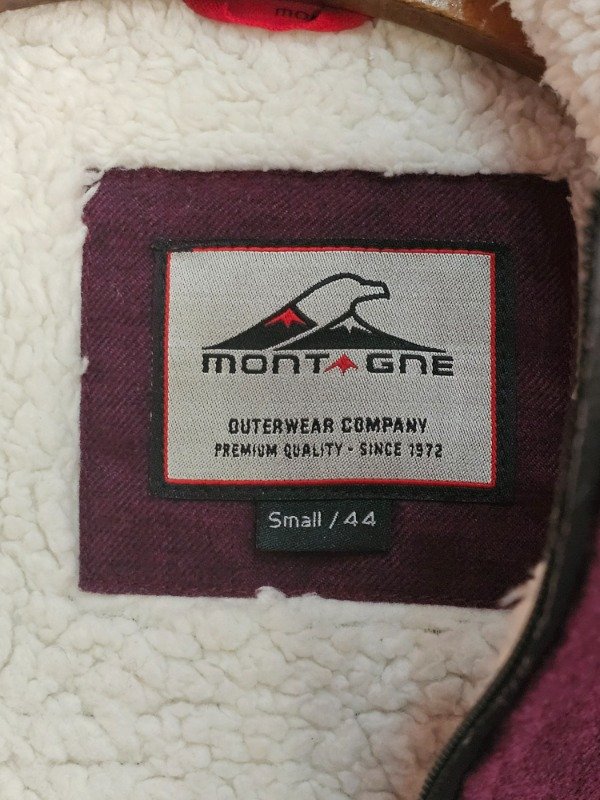 MONTAGNE
OUTERWEAR COMPANY
PREMIUM QUALITY - SINCE 1972
Small / 44